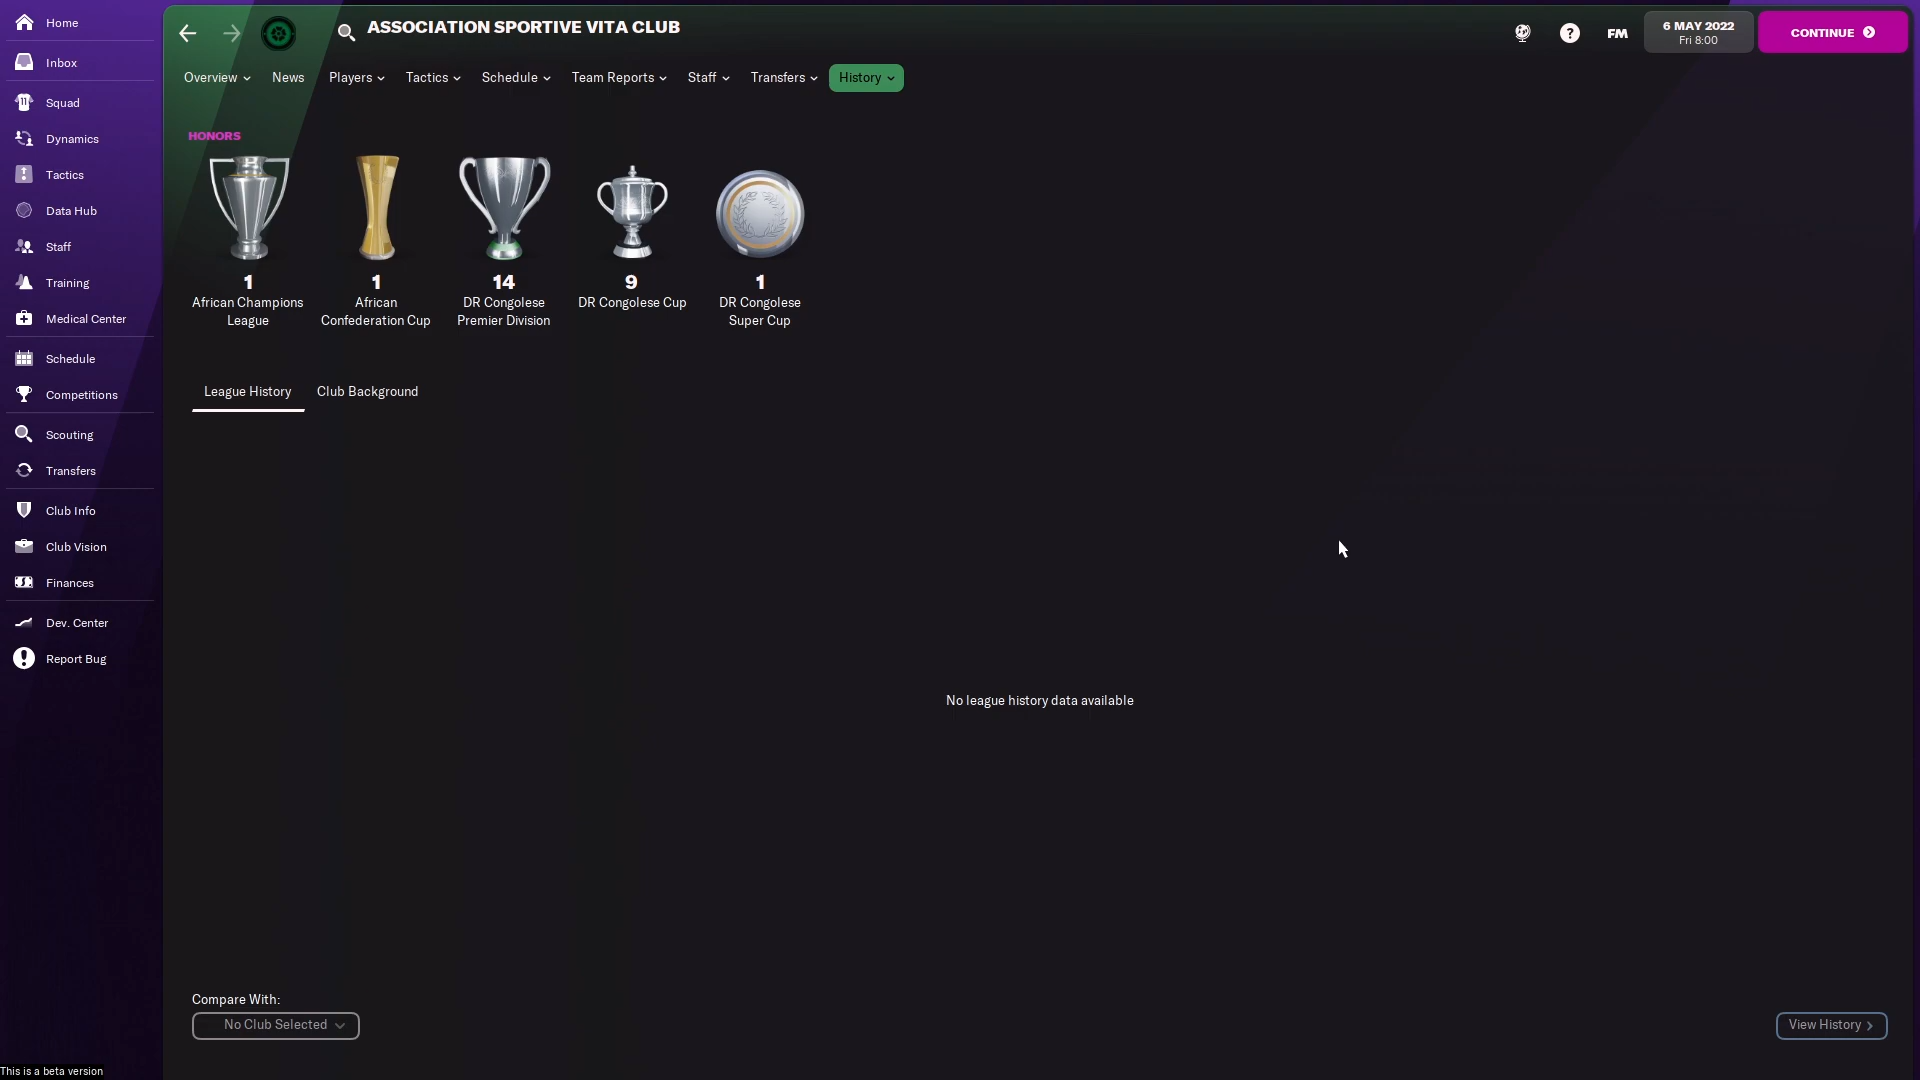 Home
Inbox
Squad
Dynamics
Tactics
Data Hub
Staff
Training
Medical Center
Schedule
Competitions
Scouting
Transfers
Club Info
Club Vision
Finances
Dev. Center
Report Bug
This is a beta version
ASSOCIATION SPORTIVE VITA CLUB
FM
6 MAY 2022
Fri 8:00
CONTINUE
Overview News Players Tactics Schedule Team Reports Staff Transfers History
HONORS
1 1 14 9 1
African Champions
League
African
Confederation Cup
DR Congolese
Premier Division
DR Congolese Cup
DR Congolese
Super Cup
League History Club Background
No league history data available
Compare With:
No Club Selected
View History